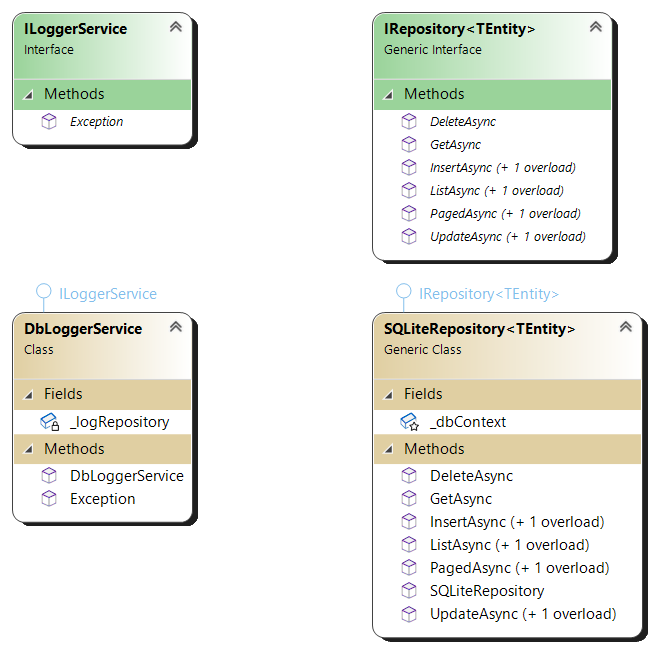 ILoggerService
Interface
Methods
Exception
IRepository<TEntity>
Generic Interface
Methods
DeleteAsync
GetAsync
InsertAsync (+ 1 overload)
ListAsync (+ 1 overload)
PagedAsync (+ 1 overload)
UpdateAsync (+ 1 overload)
ILoggerService
DbLoggerService
Class
Fields
_logRepository
Methods
DbLoggerService
Exception
IRepository<TEntity>
SQLiteRepository<TEntity>
Generic Class
Fields
_dbContext
Methods
DeleteAsync
GetAsync
InsertAsync (+ 1 overload)
ListAsync (+ 1 overload)
PagedAsync (+ 1 overload)
SQLiteRepository
UpdateAsync (+ 1 overload)